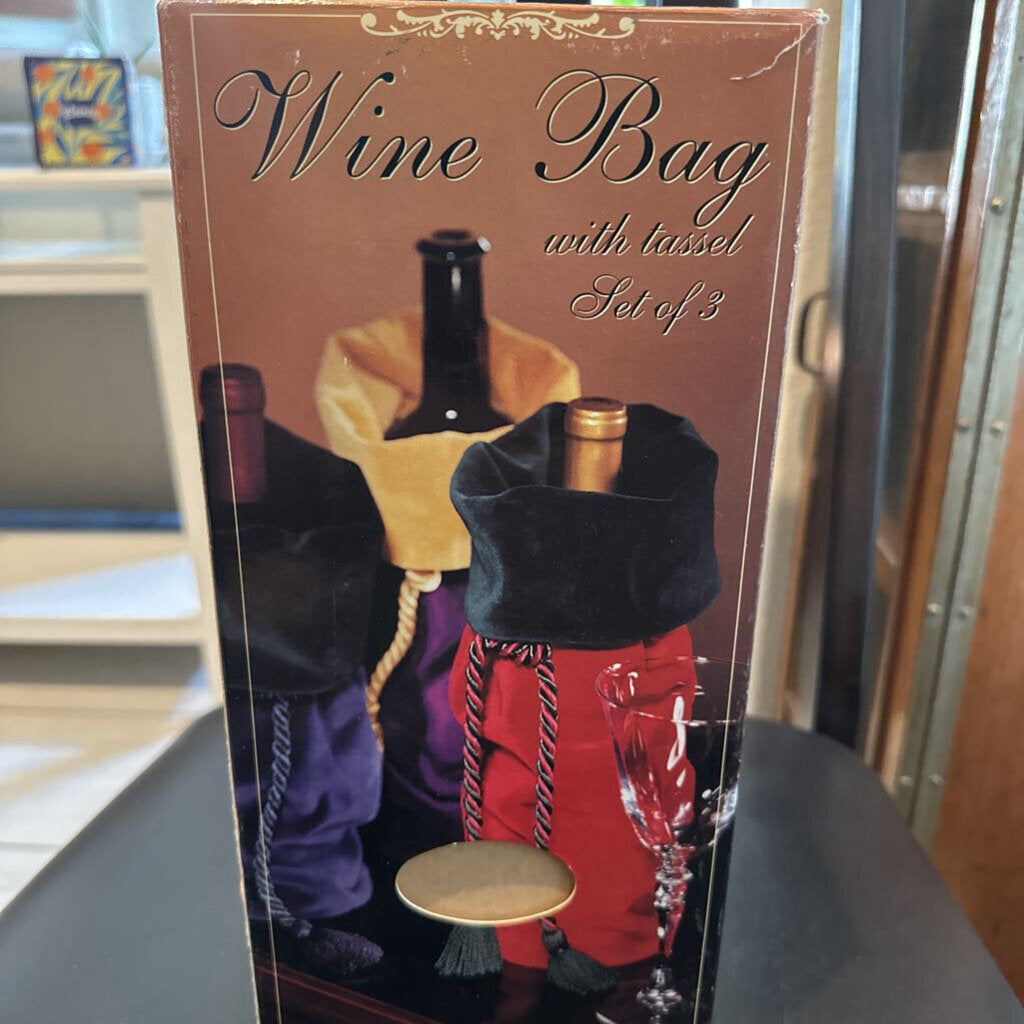 Wine Bag
with tassel
Set of 3